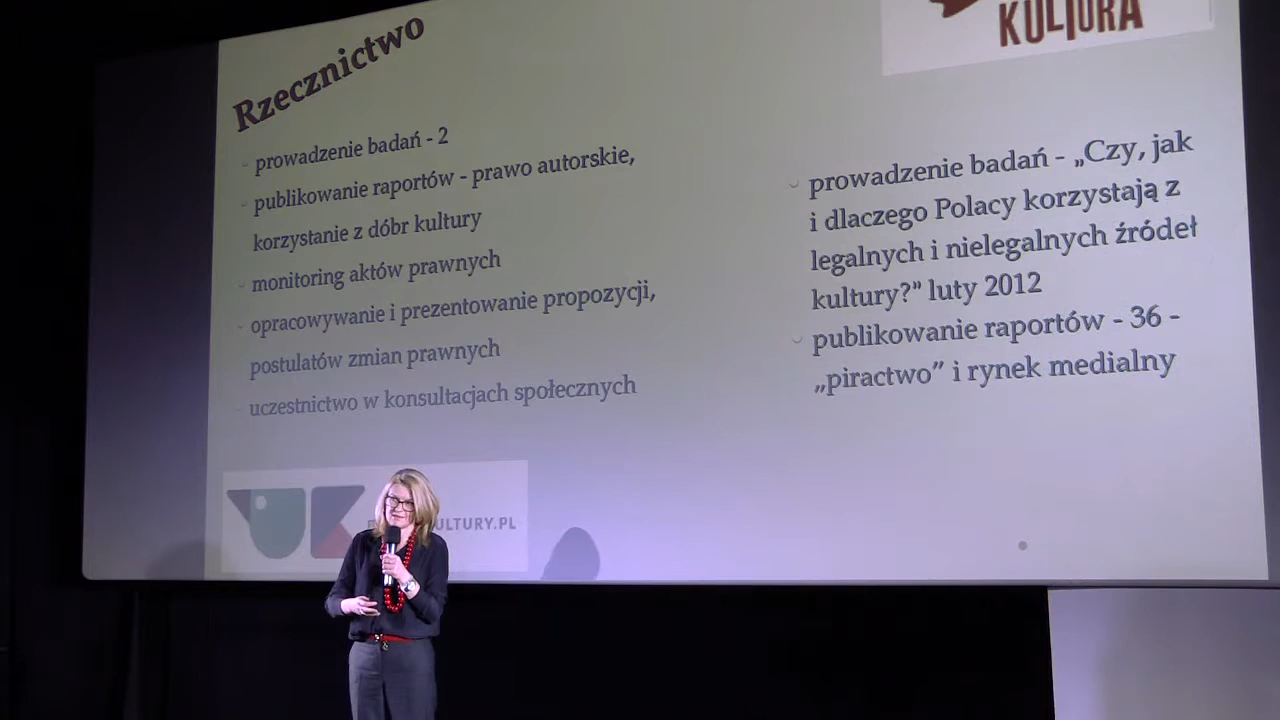 Rzecznictwo
prowadzenie badań - 2
publikowanie raportów - prawo autorskie,
korzystanie z dóbr kultury
monitoring aktów prawnych
opracowywanie i prezentowanie propozycji,
postulatów zmian prawnych
uczestnictwo w konsultacjach społecznych
KULTURA
prowadzenie badań - „Czy, jak
i dlaczego Polacy korzystają z
legalnych i nielegalnych źródeł
kultury?” luty 2012
publikowanie raportów - 36 -
„piractwo” i rynek medialny